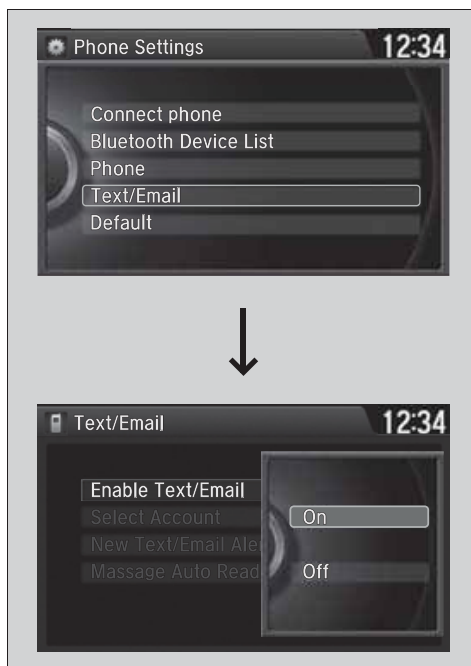 Phone Settings
12:34
Connect phone
Bluetooth Device List
Phone
Text/Email
Default
Text/Email
12:34
Enable Text/Email
Select Account
New Text/Email Ale
Massage Auto Read
On
Off